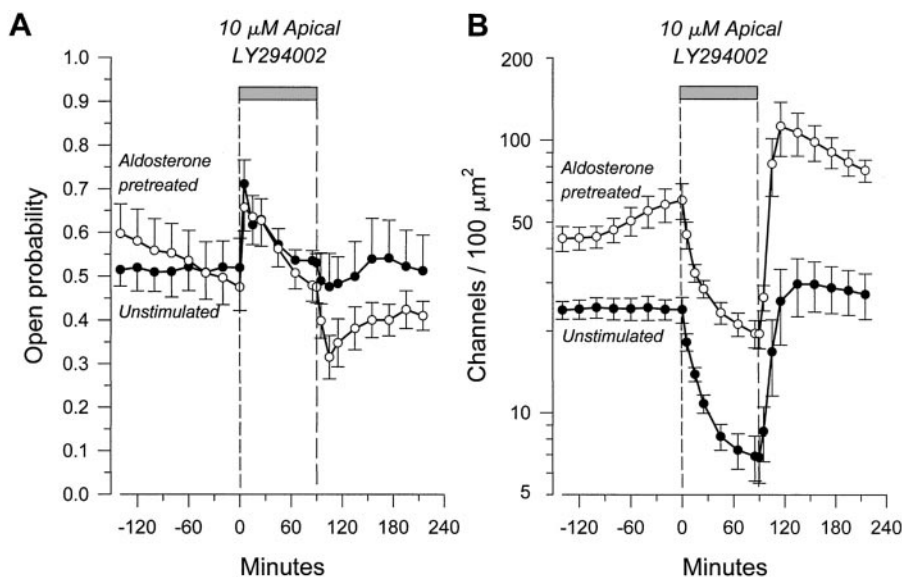 A
10 µM Apical
LY294002
1.0
0.9
0.8
0.7
0.6
0.5
0.4
0.3
0.2
0.1
0.0
Open probability
Aldosterone
pretreated
Unstimulated
-120 -60 0 60 120 180 240
Minutes
B
10 µM Apical
LY294002
200
100
50
10
5
Channels / 100 µm²
Aldosterone
pretreated
Unstimulated
-120 -60 0 60 120 180 240
Minutes